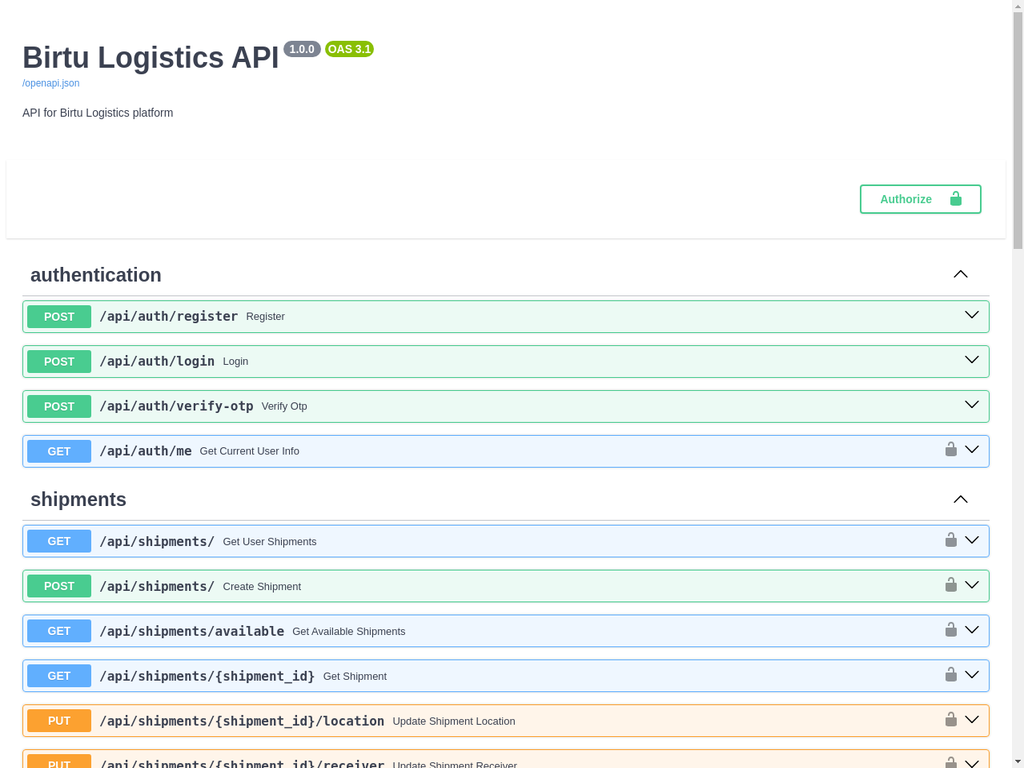 Birtu Logistics API 1.0.0 OAS 3.1
/openapi.json
API for Birtu Logistics platform
Authorize
authentication
POST /api/auth/register Register
POST /api/auth/login Login
POST /api/auth/verify-otp Verify Otp
GET /api/auth/me Get Current User Info
shipments
GET /api/shipments/ Get User Shipments
POST /api/shipments/ Create Shipment
GET /api/shipments/available Get Available Shipments
GET /api/shipments/{shipment_id} Get Shipment
PUT /api/shipments/{shipment_id}/location Update Shipment Location
PUT /api/shipments/{shipment_id}/receiver Update Shipment Receiver